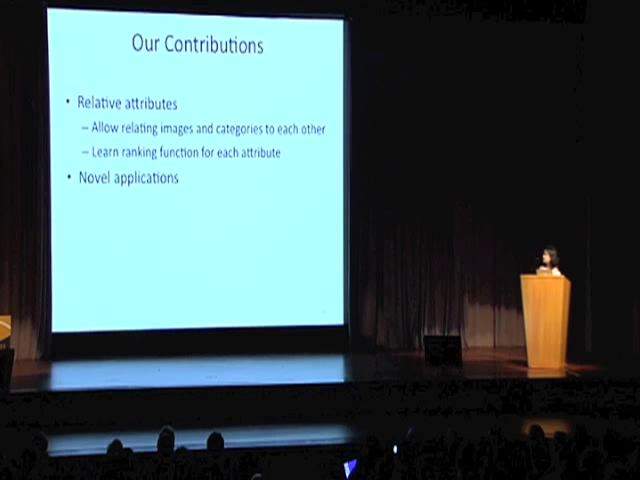 Our Contributions
• Relative attributes
– Allow relating images and categories to each other
– Learn ranking function for each attribute
• Novel applications